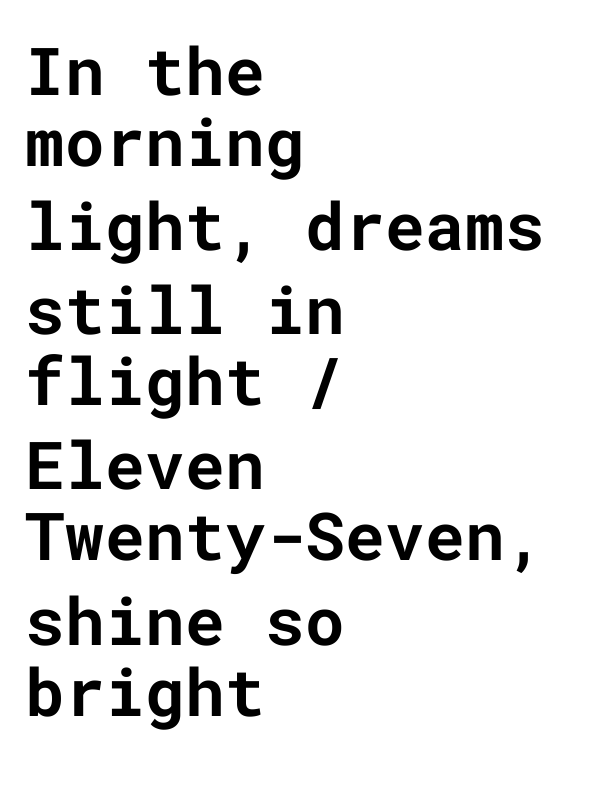 In the
morning
light, dreams
still in
flight /
Eleven
Twenty-Seven,
shine so
bright